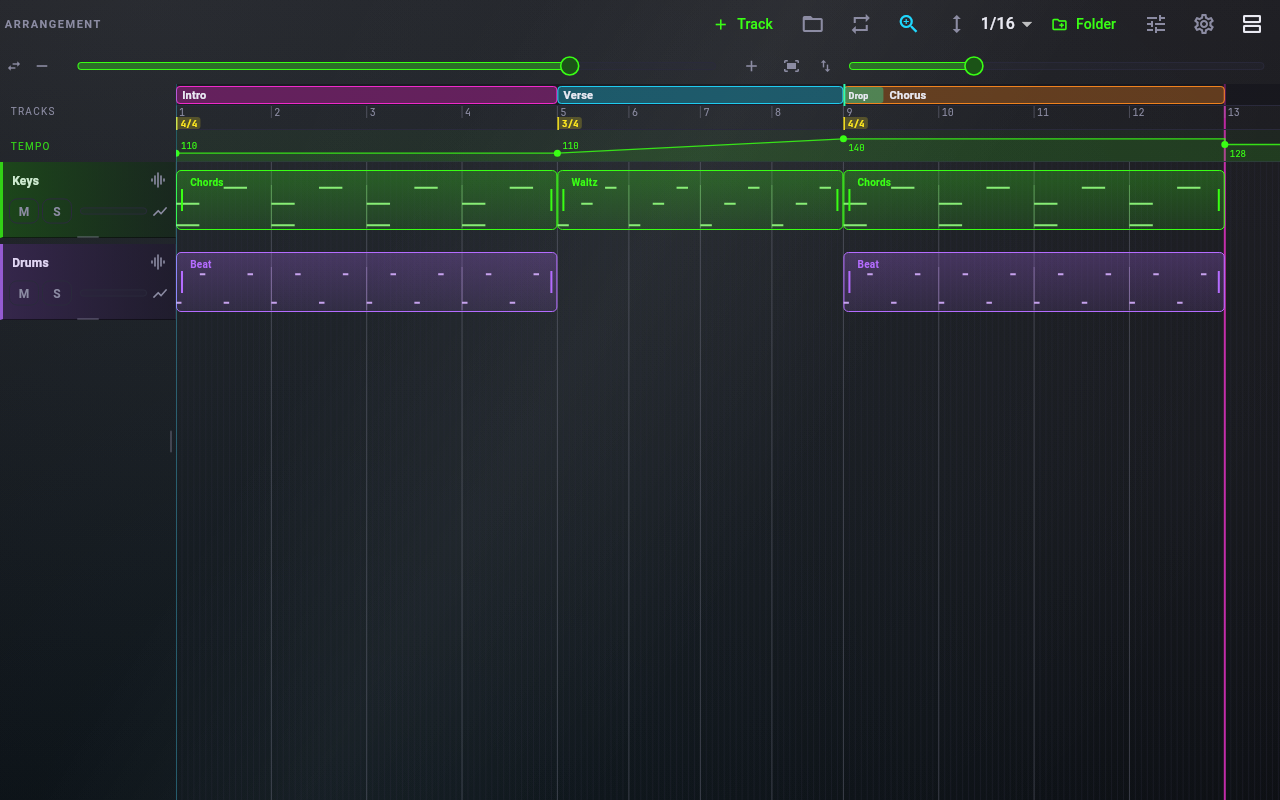 ARRANGEMENT
Track
1/16
Folder
Intro
Verse
Drop
Chorus
TRACKS
1 2 3 4 5 6 7 8 9 10 11 12 13
4/4 3/4 4/4
TEMPO
110 110 140 128
Keys
Chords Waltz Chords
M S
Drums
Beat Beat
M S